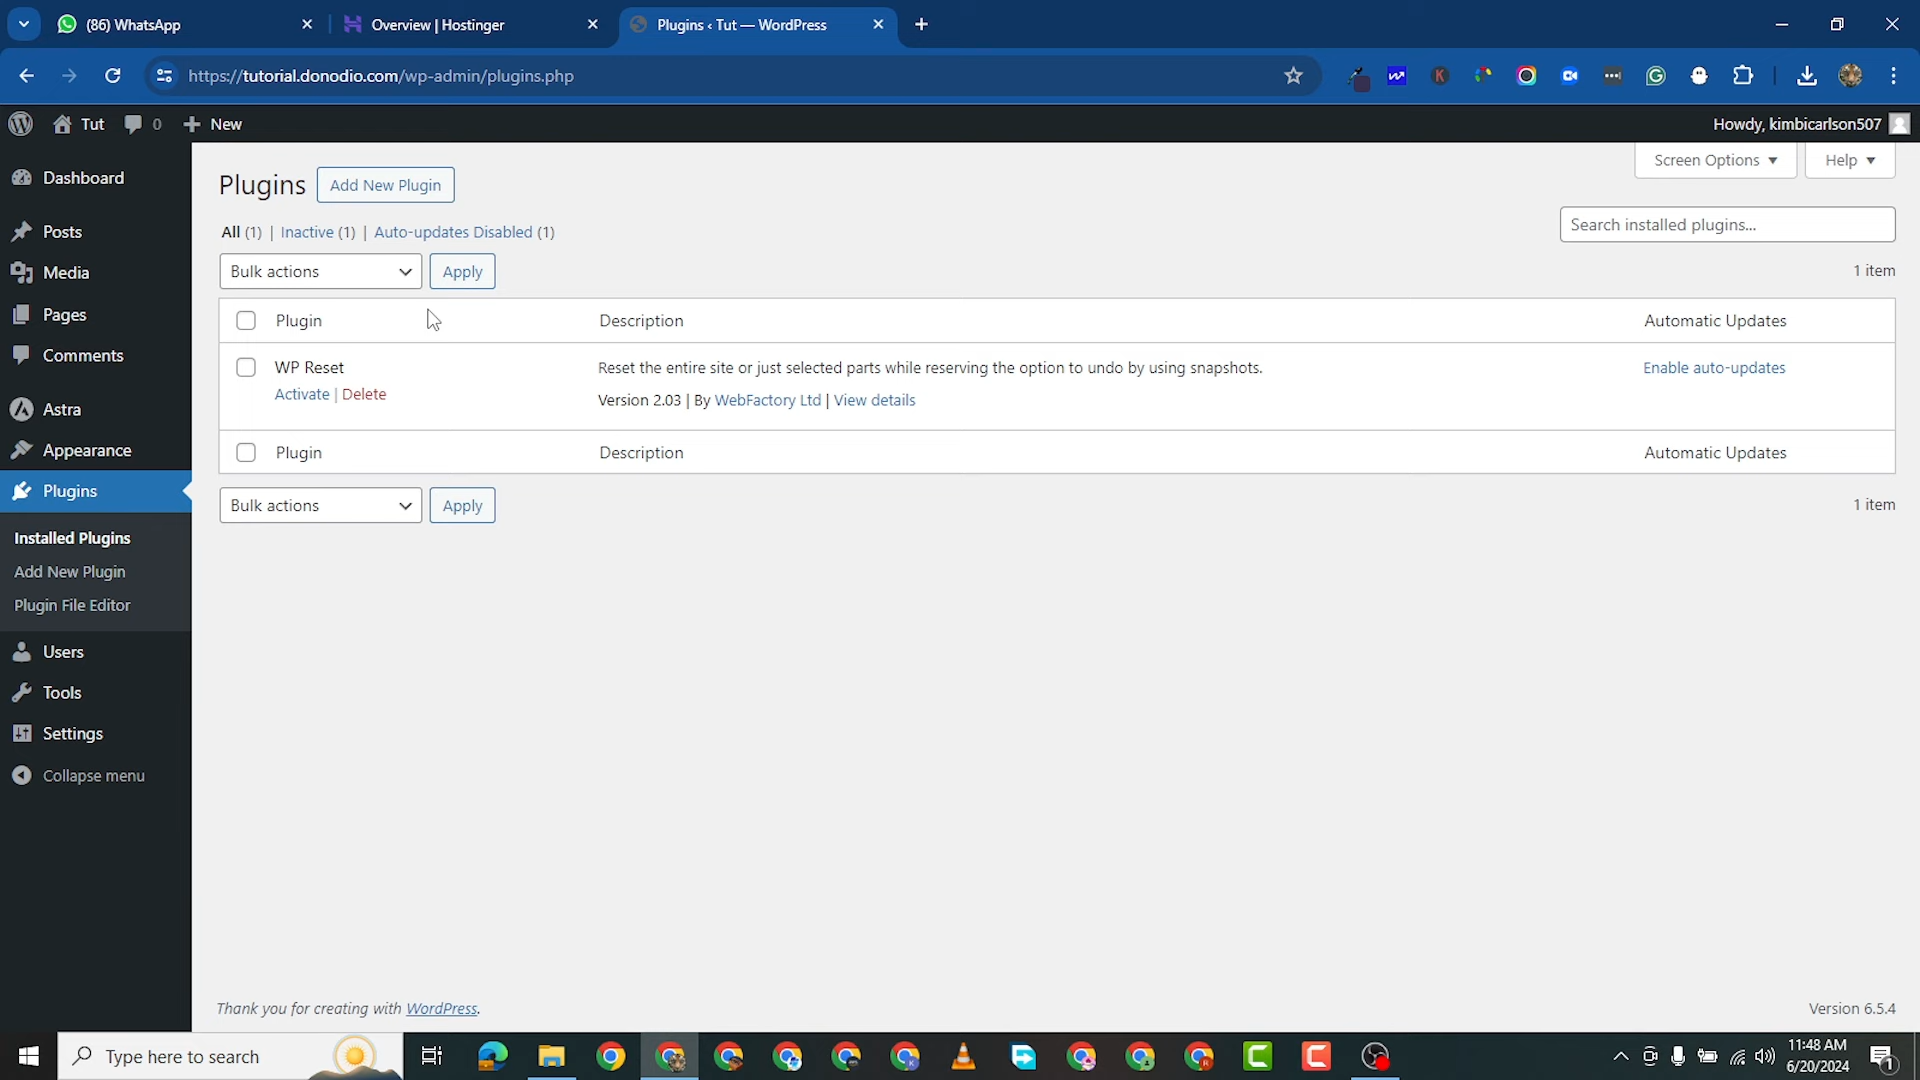 (86) WhatsApp
Overview | Hostinger
Plugins ‹ Tut — WordPress
https://tutorial.donodio.com/wp-admin/plugins.php
Tut
0
New
Howdy, kimbicarlson507
Screen Options
Help
Dashboard
Posts
Media
Pages
Comments
Astra
Appearance
Plugins
Installed Plugins
Add New Plugin
Plugin File Editor
Users
Tools
Settings
Collapse menu
Plugins
Add New Plugin
All (1) | Inactive (1) | Auto-updates Disabled (1)
Search installed plugins...
Bulk actions
Apply
1 item
Plugin
Description
Automatic Updates
WP Reset
Activate | Delete
Reset the entire site or just selected parts while reserving the option to undo by using snapshots.
Version 2.03 | By WebFactory Ltd | View details
Enable auto-updates
Plugin
Description
Automatic Updates
Bulk actions
Apply
1 item
Thank you for creating with WordPress.
Version 6.5.4
Type here to search
11:48 AM
6/20/2024
1